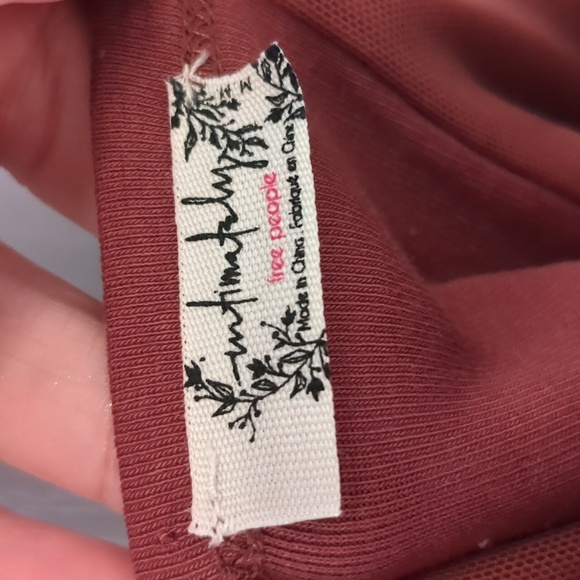 intimately
free people
Made in China. Fabriqué en Chine